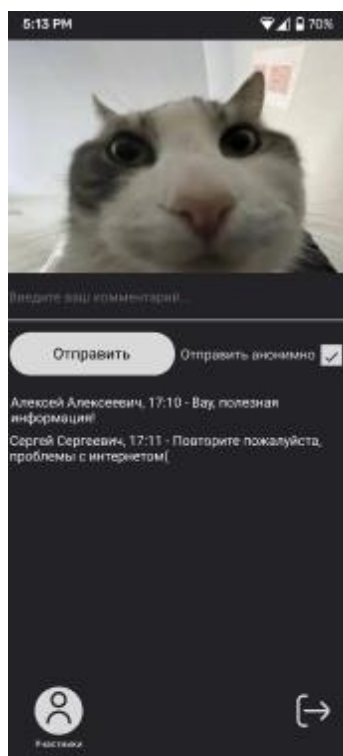 5:13 PM
70%
Введите ваш комментарий...
Отправить
Отправить анонимно
Алексей Алексеевич, 17:10 - Вау, полезная
информация!
Сергей Сергеевич, 17:11 - Повторите пожалуйста,
проблемы с интернетом(
Участники